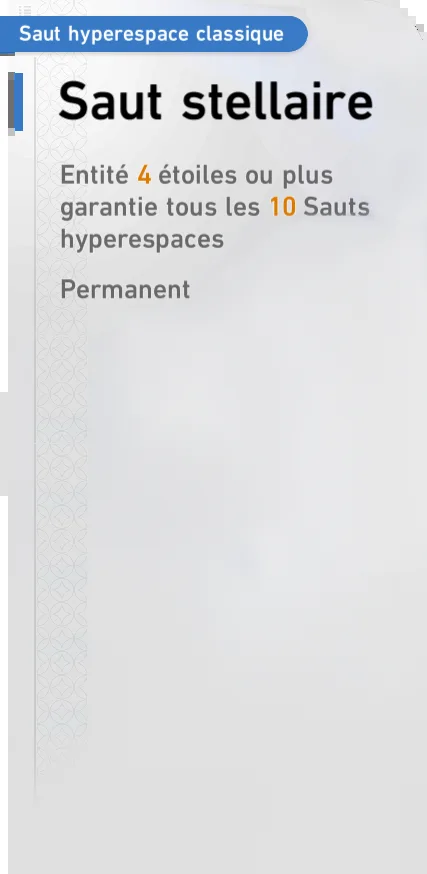 Saut hyperespace classique
Saut stellaire
Entité 4 étoiles ou plus
garantie tous les 10 Sauts
hyperespaces
Permanent